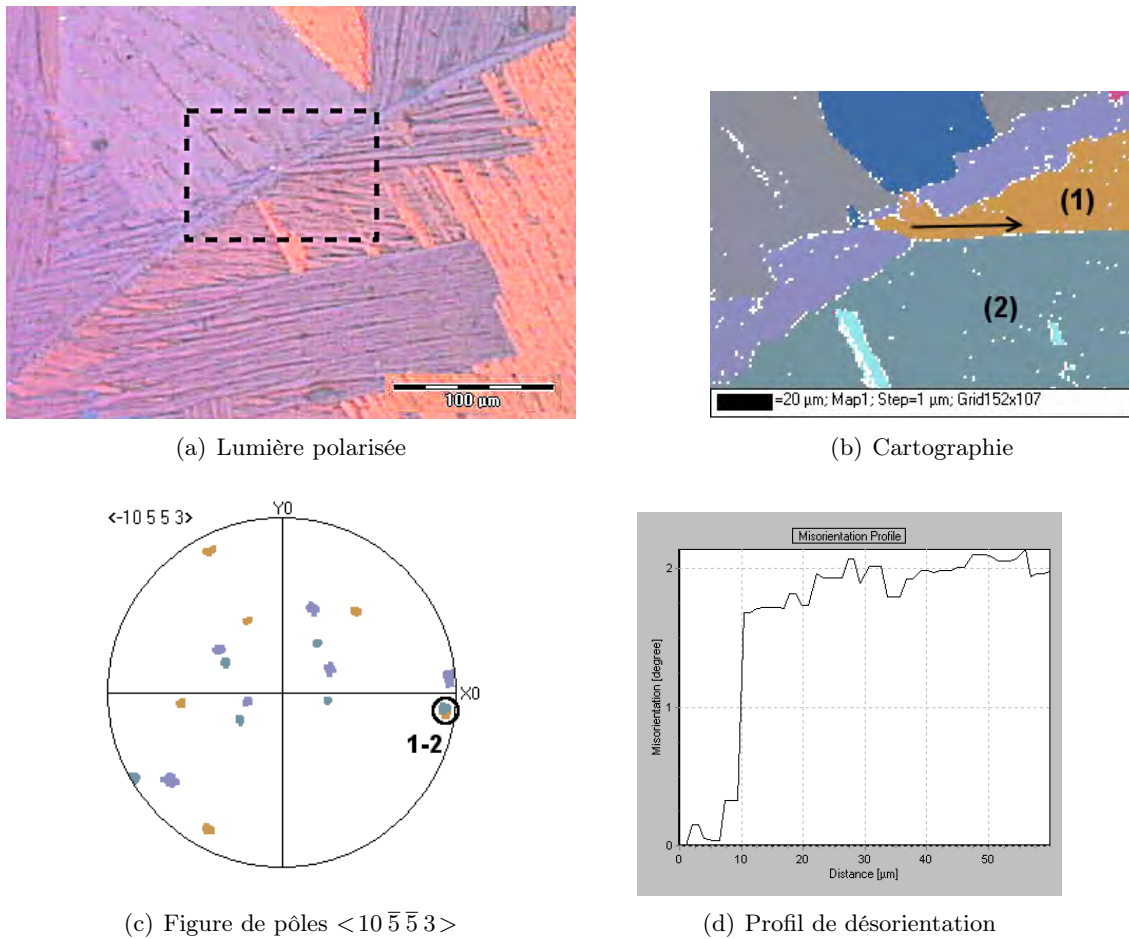 100 µm
(a) Lumière polarisée
(1)
(2)
=20 µm; Map1; Step=1 µm; Grid152x107
(b) Cartographie
<-10 5 5 3>
Y0
X0
1-2
(c) Figure de pôles <10 5̅ 5̅ 3>
Misorientation Profile
Misorientation [degree]
2
1
0
0 10 20 30 40 50
Distance [µm]
(d) Profil de désorientation